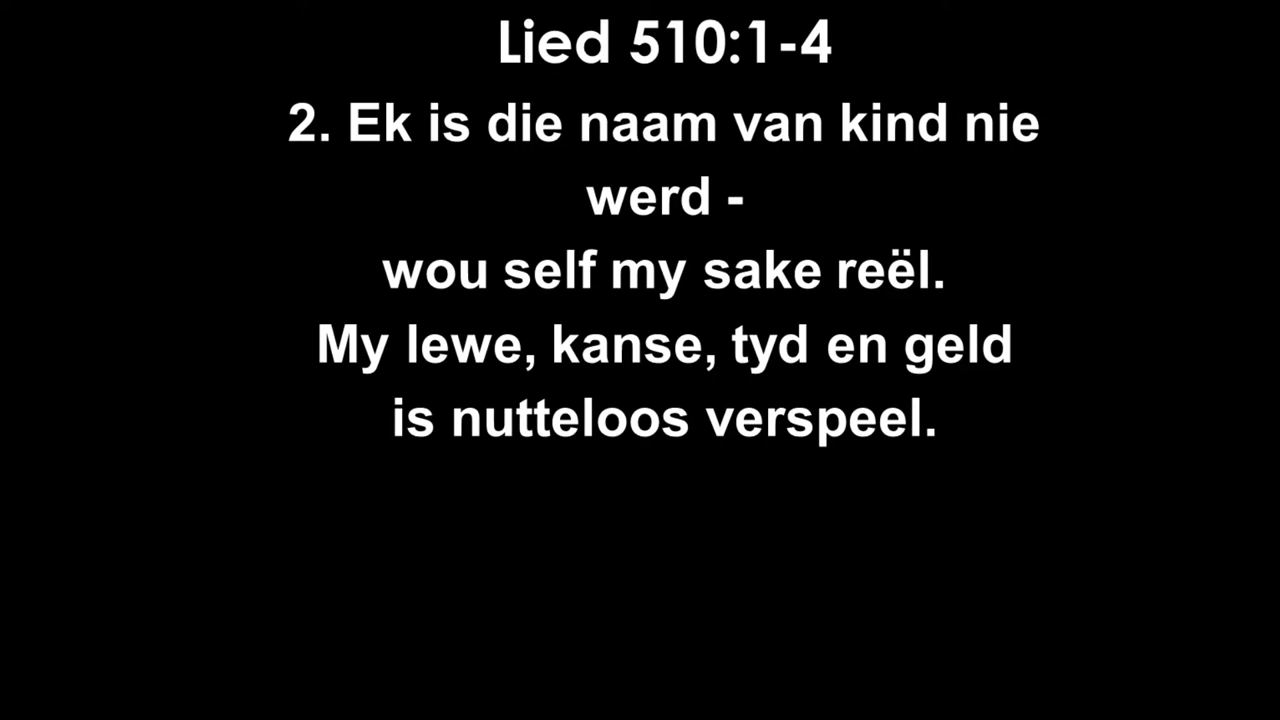 Lied 510:1-4
2. Ek is die naam van kind nie
werd -
wou self my sake reël.
My lewe, kanse, tyd en geld
is nutteloos verspeel.